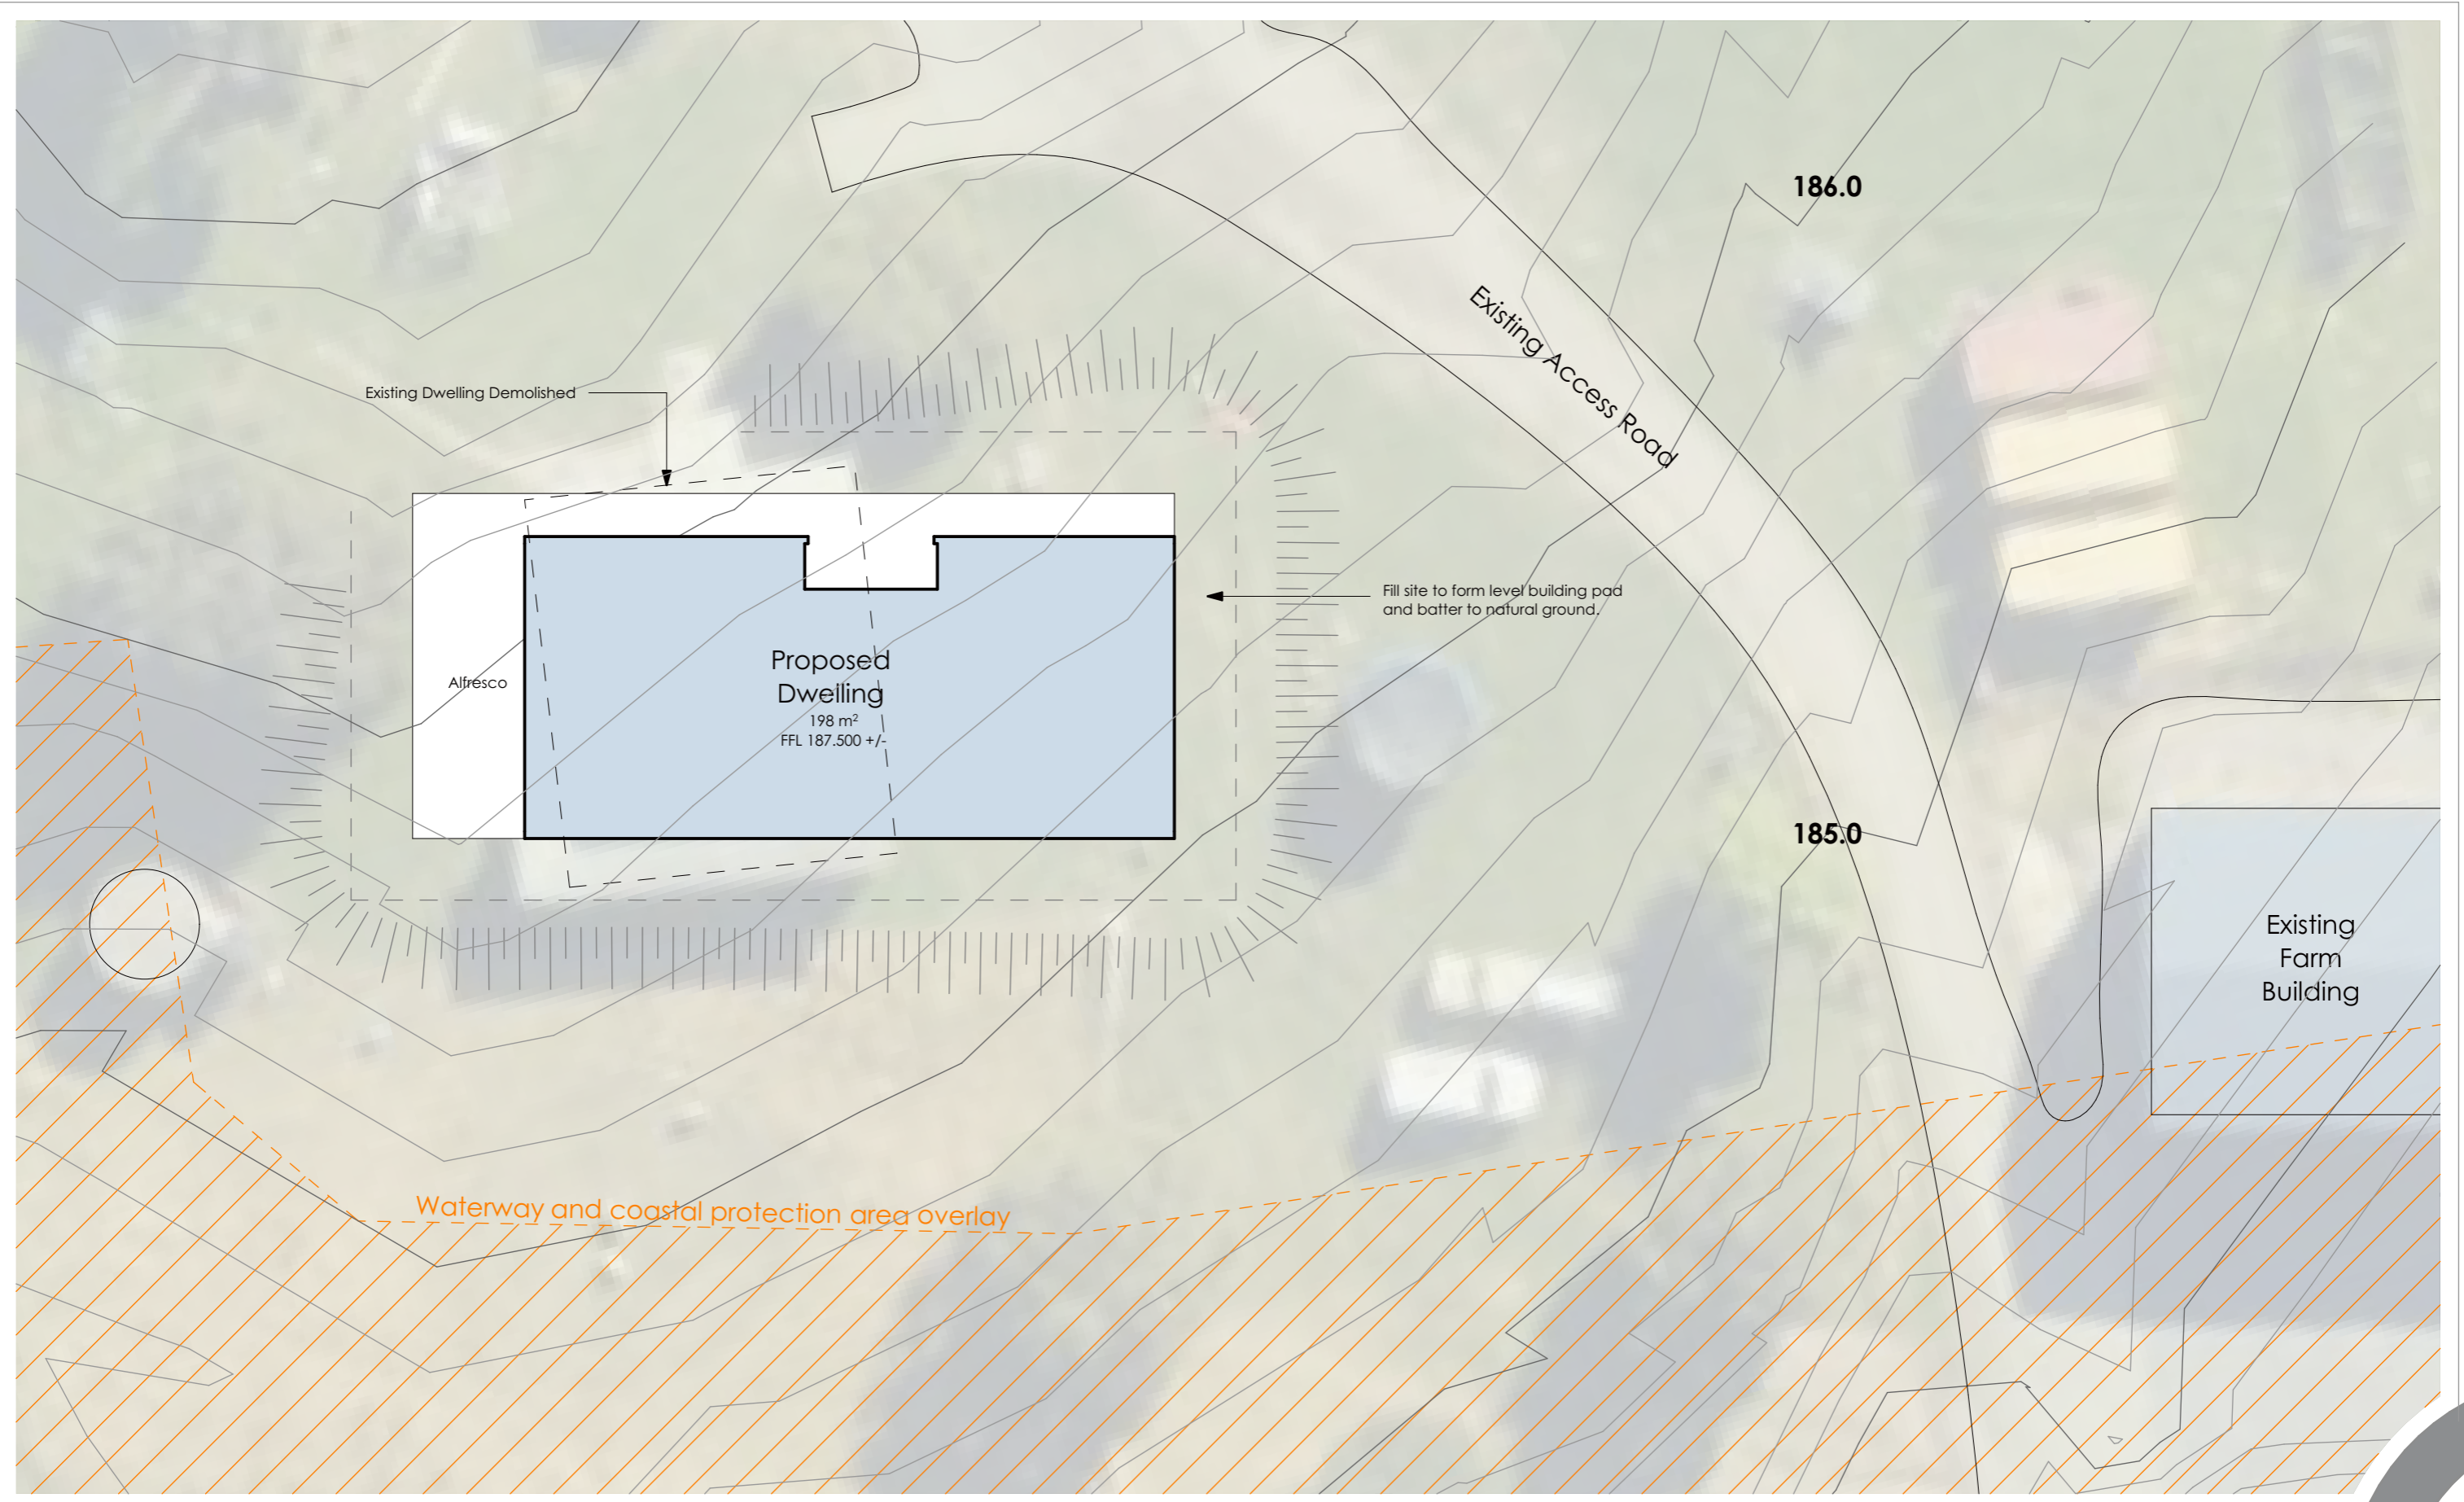 186.0
Existing Access Road
Existing Dwelling Demolished
Fill site to form level building pad
and batter to natural ground.
Proposed
Dwelling
198 m²
FFL 187.500 +/-
Alfresco
185.0
Existing
Farm
Building
Waterway and coastal protection area overlay